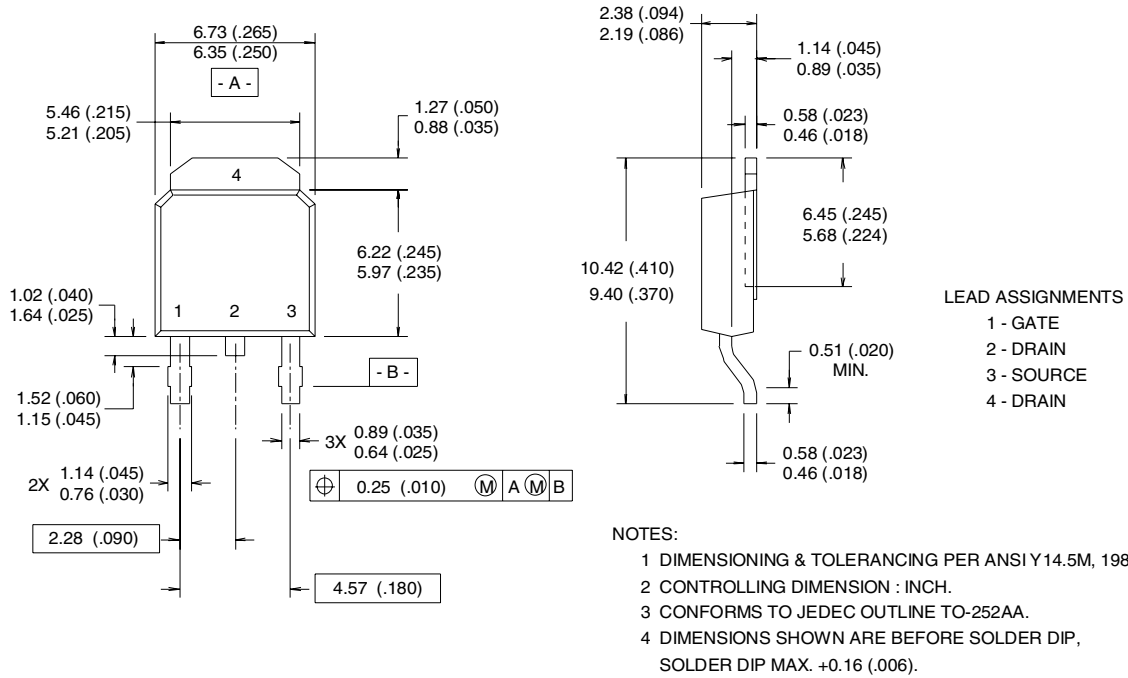 6.73 (.265)
6.35 (.250)
- A -
5.46 (.215)
5.21 (.205)
1.27 (.050)
0.88 (.035)
4
6.22 (.245)
5.97 (.235)
1.02 (.040)
1.64 (.025)
1 2 3
- B -
1.52 (.060)
1.15 (.045)
3X 0.89 (.035)
0.64 (.025)
2X 1.14 (.045)
0.76 (.030)
⌖ 0.25 (.010) Ⓜ A Ⓜ B
2.28 (.090)
4.57 (.180)
2.38 (.094)
2.19 (.086)
1.14 (.045)
0.89 (.035)
0.58 (.023)
0.46 (.018)
6.45 (.245)
5.68 (.224)
10.42 (.410)
9.40 (.370)
0.51 (.020)
MIN.
0.58 (.023)
0.46 (.018)
LEAD ASSIGNMENTS
1 - GATE
2 - DRAIN
3 - SOURCE
4 - DRAIN
NOTES:
1 DIMENSIONING & TOLERANCING PER ANSI Y14.5M, 198
2 CONTROLLING DIMENSION : INCH.
3 CONFORMS TO JEDEC OUTLINE TO-252AA.
4 DIMENSIONS SHOWN ARE BEFORE SOLDER DIP,
SOLDER DIP MAX. +0.16 (.006).